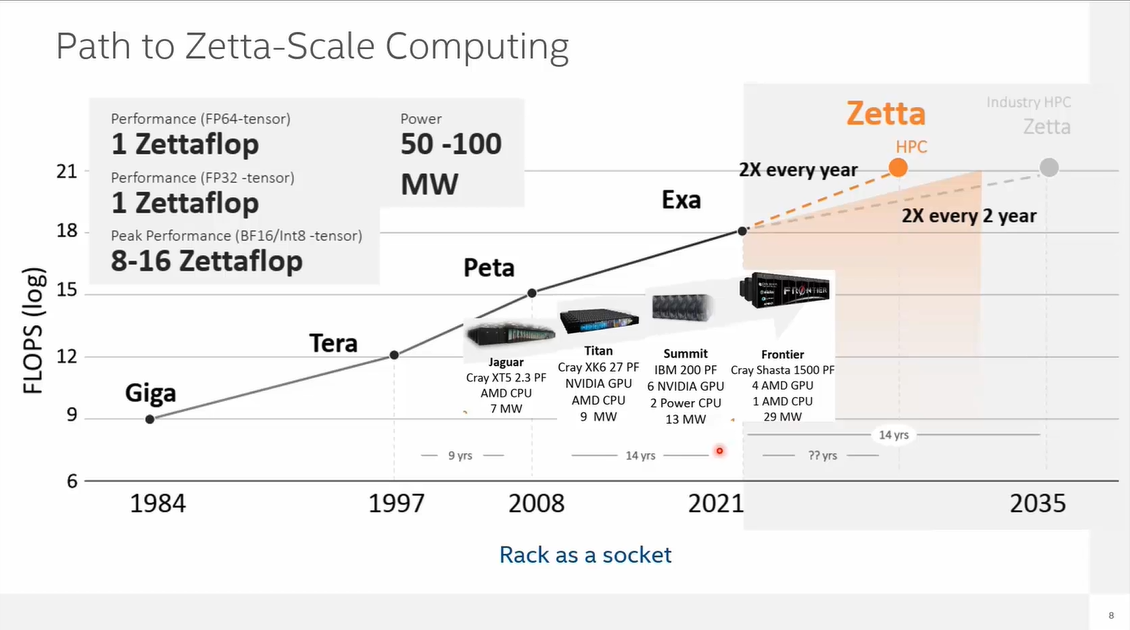 Path to Zetta-Scale Computing
Performance (FP64-tensor)
1 Zettaflop
Performance (FP32 -tensor)
1 Zettaflop
Peak Performance (BF16/Int8 -tensor)
8-16 Zettaflop
Power
50 -100
MW
Zetta
HPC
Industry HPC
Zetta
2X every year
2X every 2 year
Exa
Peta
Tera
Giga
FLOPS (log)
21
18
15
12
9
6
Jaguar
Cray XT5 2.3 PF
AMD CPU
7 MW
Titan
Cray XK6 27 PF
NVIDIA GPU
AMD CPU
9 MW
Summit
IBM 200 PF
6 NVIDIA GPU
2 Power CPU
13 MW
FRONTIER
Frontier
Cray Shasta 1500 PF
4 AMD GPU
1 AMD CPU
29 MW
14 yrs
9 yrs
14 yrs
?? yrs
1984
1997
2008
2021
2035
Rack as a socket
8